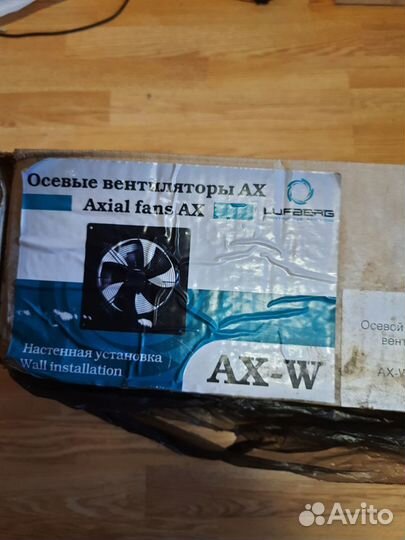 Осевые вентиляторы AX
Axial fans AX
LUFBERG
Настенная установка
Wall installation
AX-W
Осевой
вент
AX-W
Avito